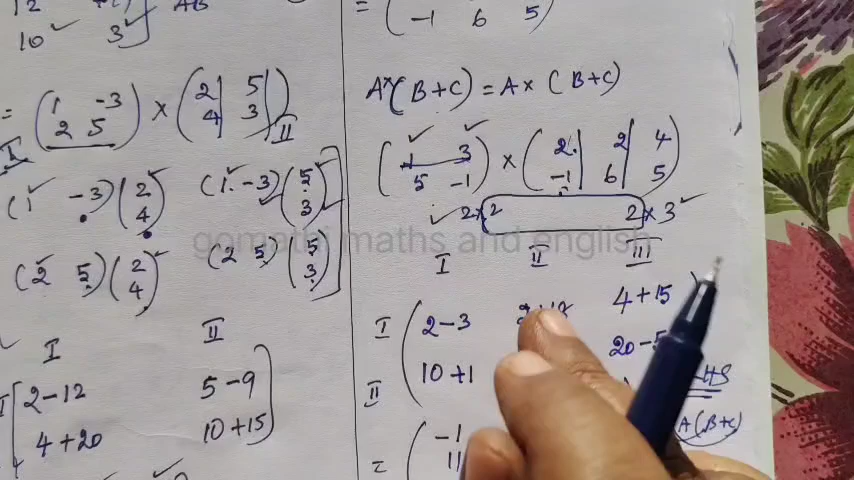 12
10 3 AB
= ( 1 -3 2 5 ) × ( 2 | 5 | 4 | 3 | ) II
I
(1 -3) (2 4) (1 -3) (5 3)
(2 5) (2 4) (2 5) (5 3)
I II
I [ 2-12 5-9
4+20 10+15 ]
= ( -1 6 5 )
A×(B+C) = A × (B+C)
( 1 3 5 -1 ) × ( 2 | 2 | 4 -1 | 6 | 5 )
2×2 2×3
gomathi maths and english
I II III
I ( 2-3 4+15
II 10+1 20-5
LHS
A(B+C)
= ( -1
11